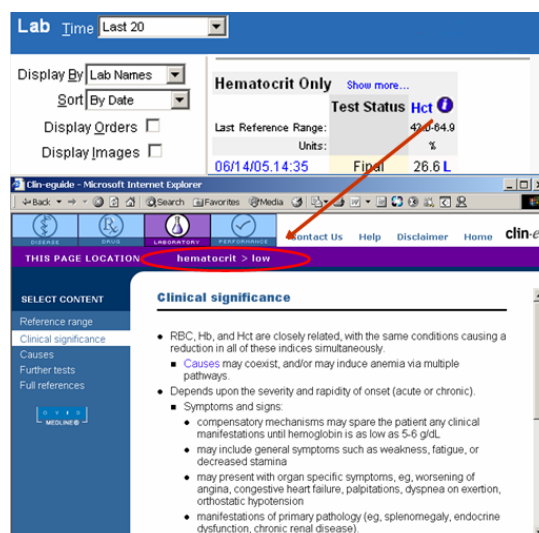 Lab Time Last 20
Display By Lab Names
Sort By Date
Display Orders
Display Images
Hematocrit Only Show more...
Test Status Hct i
Last Reference Range: 42.0-64.9
Units: %
06/14/05.14:35 Final 26.6 L
Clin-eguide - Microsoft Internet Explorer
Back Search Favorites Media
DISEASE DRUG LABORATORY PERFORMANCE
Contact Us Help Disclaimer Home clin-e
THIS PAGE LOCATION hematocrit > low
SELECT CONTENT
Reference range
Clinical significance
Causes
Further tests
Full references
OVID
MEDLINE®
Clinical significance
• RBC, Hb, and Hct are closely related, with the same conditions causing a
reduction in all of these indices simultaneously.
▪ Causes may coexist, and/or may induce anemia via multiple
pathways.
• Depends upon the severity and rapidity of onset (acute or chronic).
▪ Symptoms and signs:
• compensatory mechanisms may spare the patient any clinical
manifestations until hemoglobin is as low as 5-6 g/dL
• may include general symptoms such as weakness, fatigue, or
decreased stamina
• may present with organ specific symptoms, eg, worsening of
angina, congestive heart failure, palpitations, dyspnea on exertion,
orthostatic hypotension
• manifestations of primary pathology (eg, splenomegaly, endocrine
dysfunction, chronic renal disease).